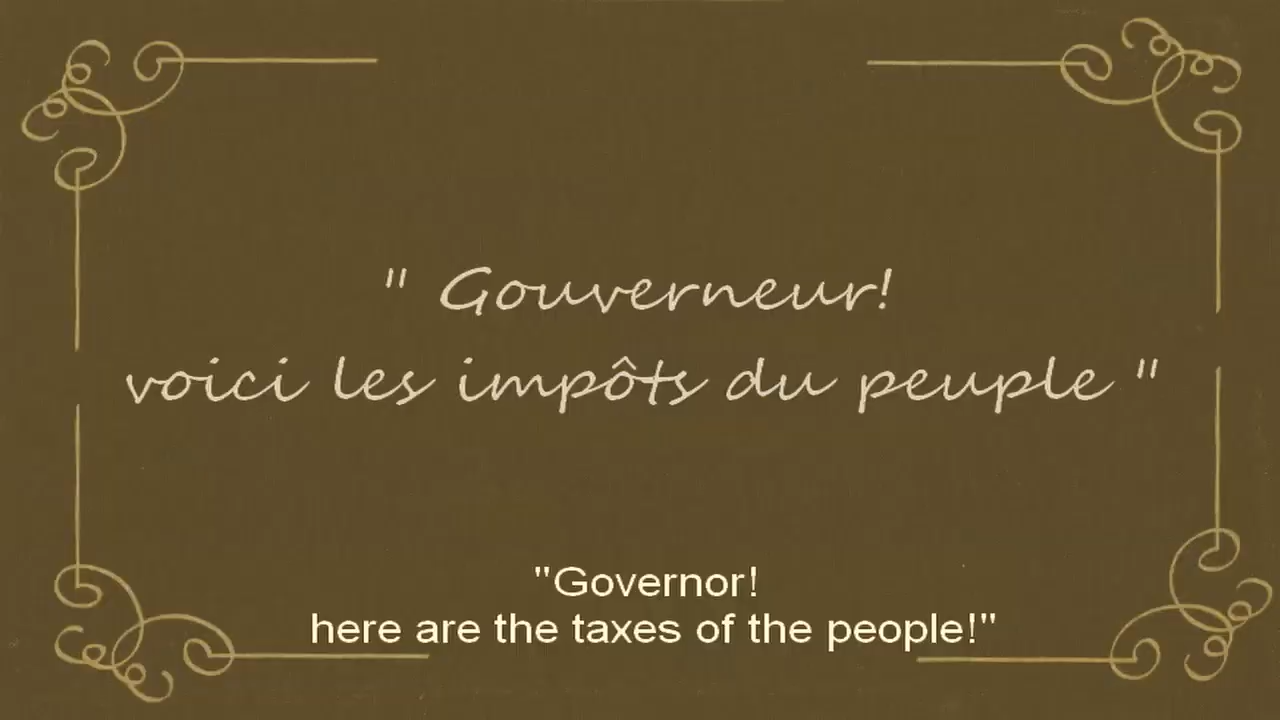 " Gouverneur!
voici les impôts du peuple "
"Governor!
here are the taxes of the people!"